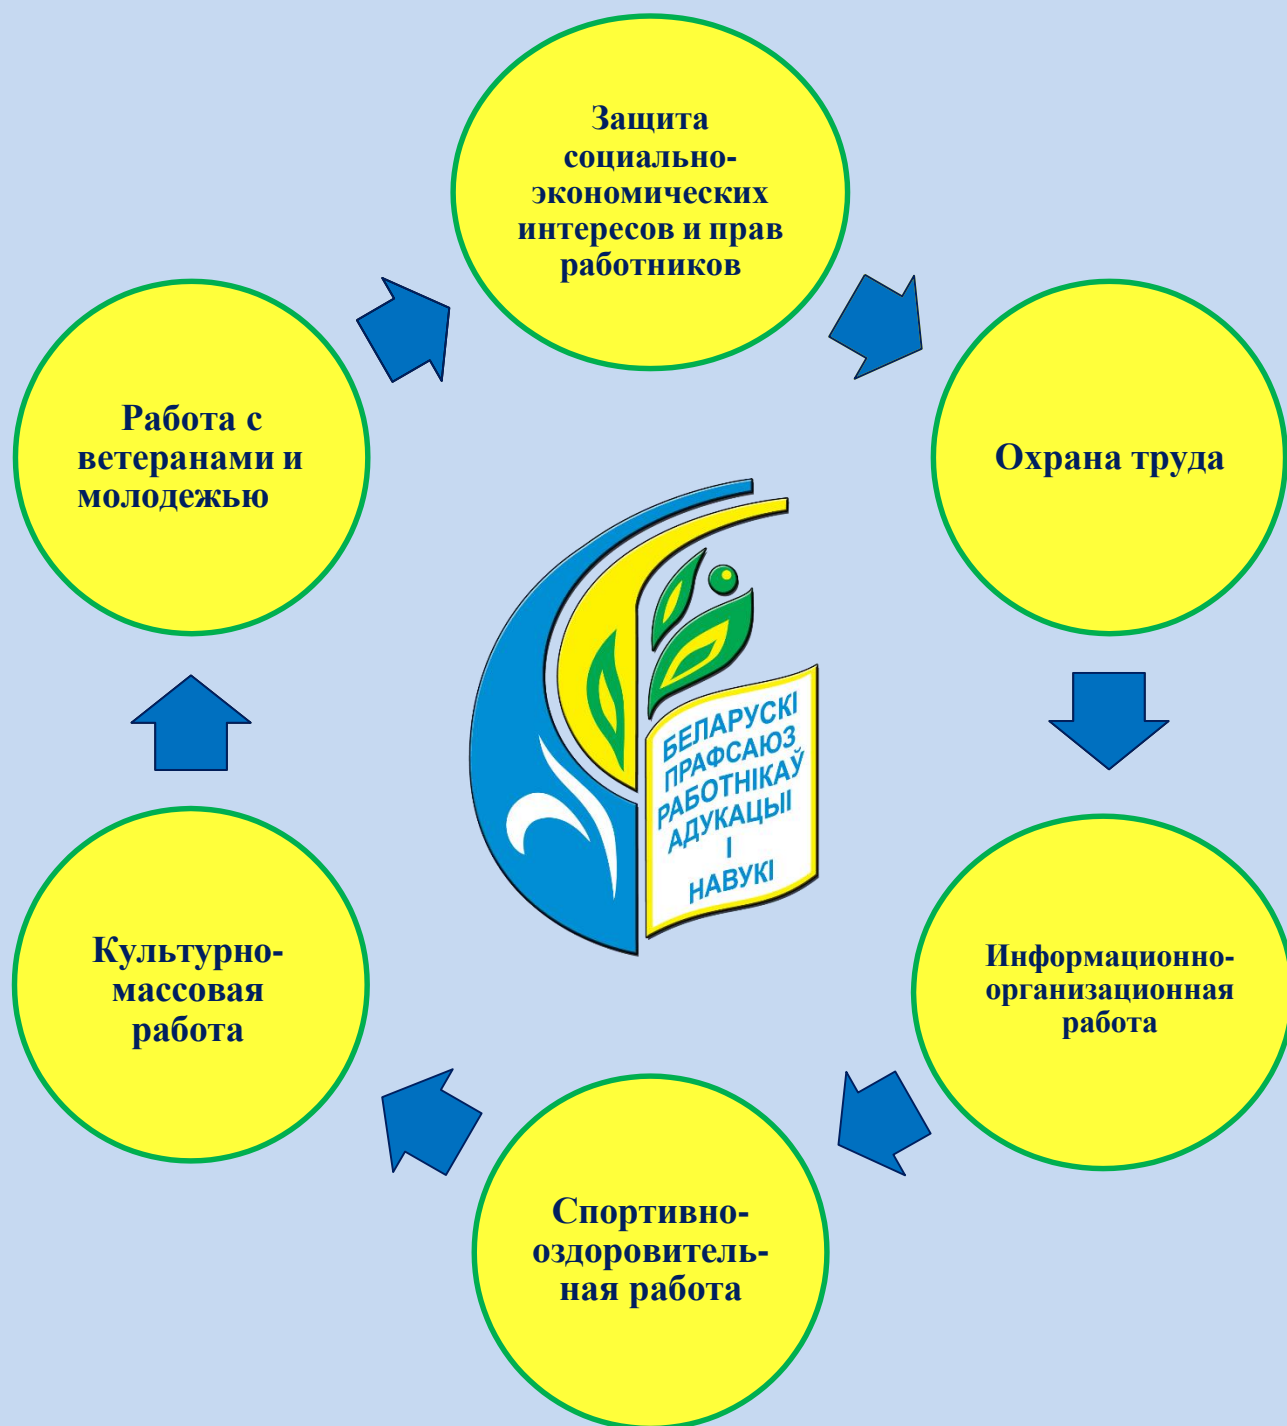 Защита
социально-
экономических
интересов и прав
работников
Охрана труда
Информационно-
организационная
работа
Спортивно-
оздоровитель-
ная работа
Культурно-
массовая
работа
Работа с
ветеранами и
молодежью
БЕЛАРУСКІ
ПРАФСАЮЗ
РАБОТНІКАЎ
АДУКАЦЫІ
І
НАВУКІ